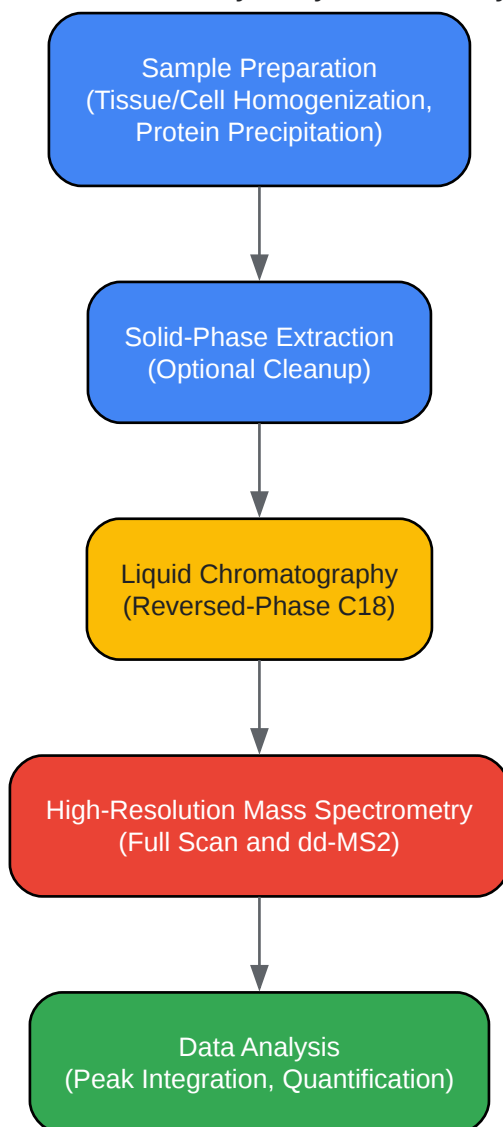 Sample Preparation
(Tissue/Cell Homogenization,
Protein Precipitation)
Solid-Phase Extraction
(Optional Cleanup)
Liquid Chromatography
(Reversed-Phase C18)
High-Resolution Mass Spectrometry
(Full Scan and dd-MS2)
Data Analysis
(Peak Integration, Quantification)